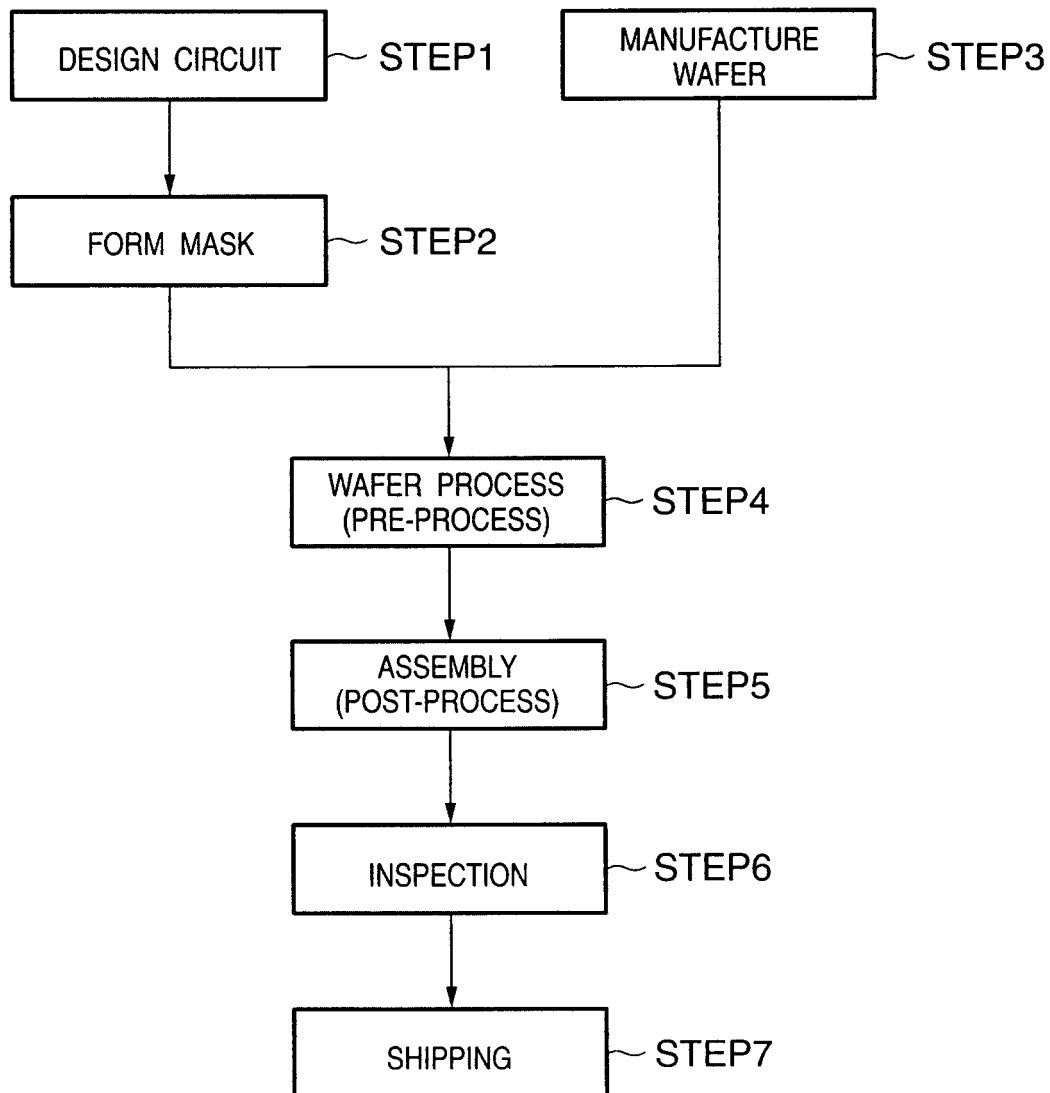 DESIGN CIRCUIT
STEP1
MANUFACTURE
WAFER
STEP3
FORM MASK
STEP2
WAFER PROCESS
(PRE-PROCESS)
STEP4
ASSEMBLY
(POST-PROCESS)
STEP5
INSPECTION
STEP6
SHIPPING
STEP7